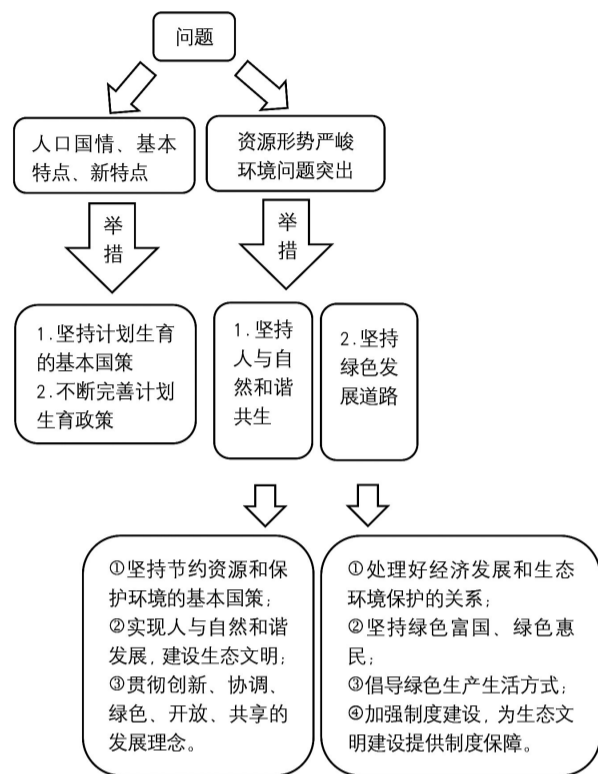 问题
人口国情、基本
特点、新特点
资源形势严峻
环境问题突出
举
措
举
措
1.坚持计划生育
的基本国策
2.不断完善计划
生育政策
1.坚持
人与自
然和谐
共生
2.坚持
绿色发
展道路
①坚持节约资源和保
护环境的基本国策；
②实现人与自然和谐
发展，建设生态文明；
③贯彻创新、协调、
绿色、开放、共享的
发展理念。
①处理好经济发展和生态
环境保护的关系；
②坚持绿色富国、绿色惠
民；
③倡导绿色生产生活方式；
④加强制度建设，为生态文
明建设提供制度保障。